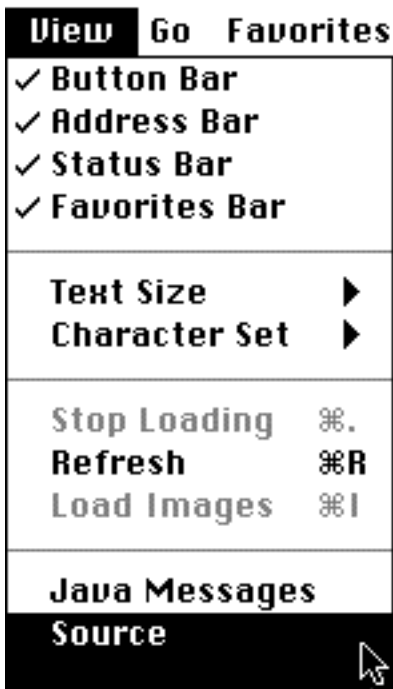 View Go Favorites
✓ Button Bar
✓ Address Bar
✓ Status Bar
✓ Favorites Bar
Text Size ▶
Character Set ▶
Stop Loading ⌘.
Refresh ⌘R
Load Images ⌘I
Java Messages
Source